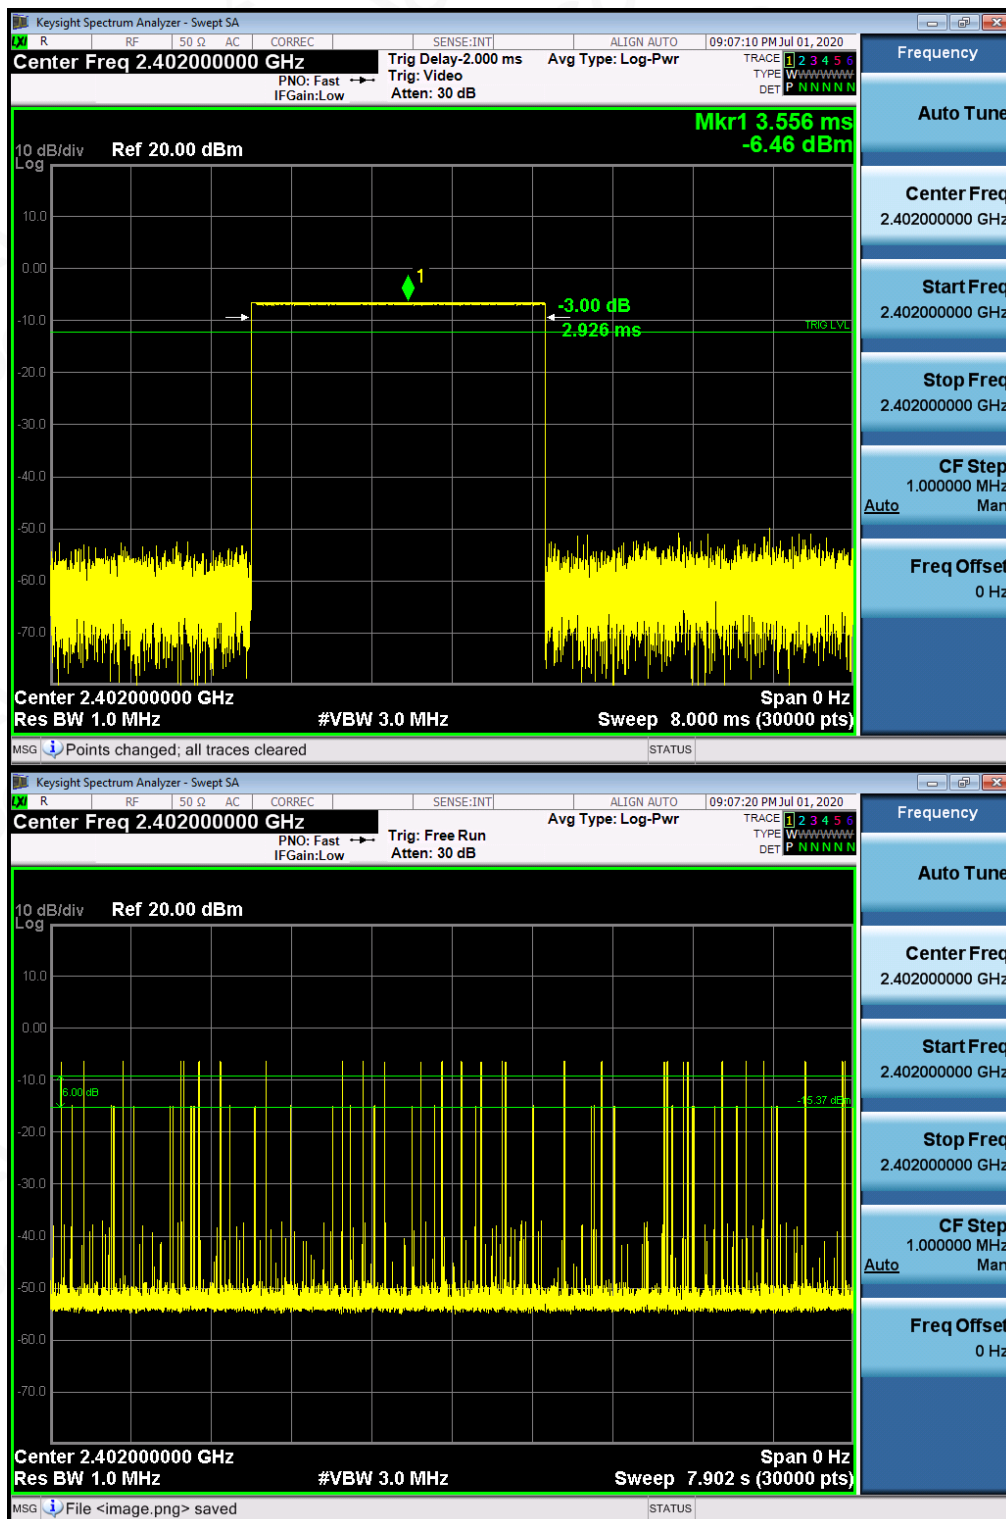 Keysight Spectrum Analyzer - Swept SA
LXI R RF 50 Ω AC CORREC SENSE:INT ALIGN AUTO 09:07:10 PM Jul 01, 2020
Center Freq 2.402000000 GHz
Trig Delay-2.000 ms Avg Type: Log-Pwr TRACE 1 2 3 4 5 6
PNO: Fast Trig: Video TYPE WWWWWWW
IFGain:Low Atten: 30 dB DET P N N N N N
Mkr1 3.556 ms
-6.46 dBm
10 dB/div Ref 20.00 dBm
Log
10.0
0.00
1
-3.00 dB
-10.0
2.926 ms
TRIG LVL
-20.0
-30.0
-40.0
-50.0
-60.0
-70.0
Center 2.402000000 GHz Span 0 Hz
Res BW 1.0 MHz #VBW 3.0 MHz Sweep 8.000 ms (30000 pts)
MSG Points changed; all traces cleared STATUS
Frequency
Auto Tune
Center Freq
2.402000000 GHz
Start Freq
2.402000000 GHz
Stop Freq
2.402000000 GHz
CF Step
1.000000 MHz
Auto Man
Freq Offset
0 Hz
Keysight Spectrum Analyzer - Swept SA
LXI R RF 50 Ω AC CORREC SENSE:INT ALIGN AUTO 09:07:20 PM Jul 01, 2020
Center Freq 2.402000000 GHz
Avg Type: Log-Pwr TRACE 1 2 3 4 5 6
PNO: Fast Trig: Free Run TYPE WWWWWWW
IFGain:Low Atten: 30 dB DET P N N N N N
10 dB/div Ref 20.00 dBm
Log
10.0
0.00
-10.0
6.00 dB
-15.37 dBm
-20.0
-30.0
-40.0
-50.0
-60.0
-70.0
Center 2.402000000 GHz Span 0 Hz
Res BW 1.0 MHz #VBW 3.0 MHz Sweep 7.902 s (30000 pts)
MSG File <image.png> saved STATUS
Frequency
Auto Tune
Center Freq
2.402000000 GHz
Start Freq
2.402000000 GHz
Stop Freq
2.402000000 GHz
CF Step
1.000000 MHz
Auto Man
Freq Offset
0 Hz